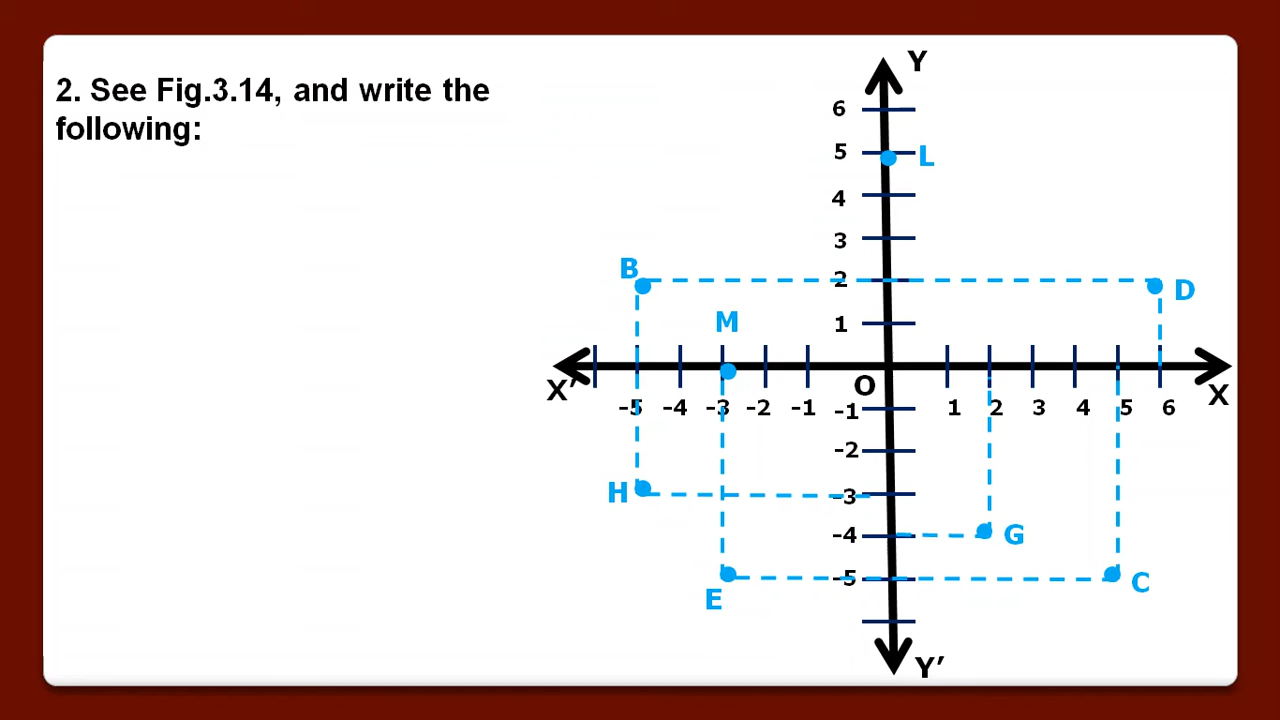 2. See Fig.3.14, and write the
following:
Y
6
5 L
4
3
B
2
D
M
1
X′
O
X
-5 -4 -3 -2 -1
1 2 3 4 5 6
-1
-2
H
-3
-4
G
-5
C
E
Y′